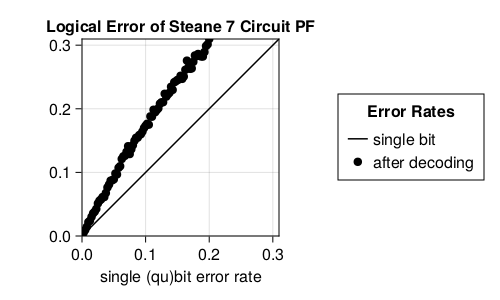 Logical Error of Steane 7 Circuit PF
0.3
0.2
0.1
0.0
0.0 0.1 0.2 0.3
single (qu)bit error rate
Error Rates
single bit
after decoding